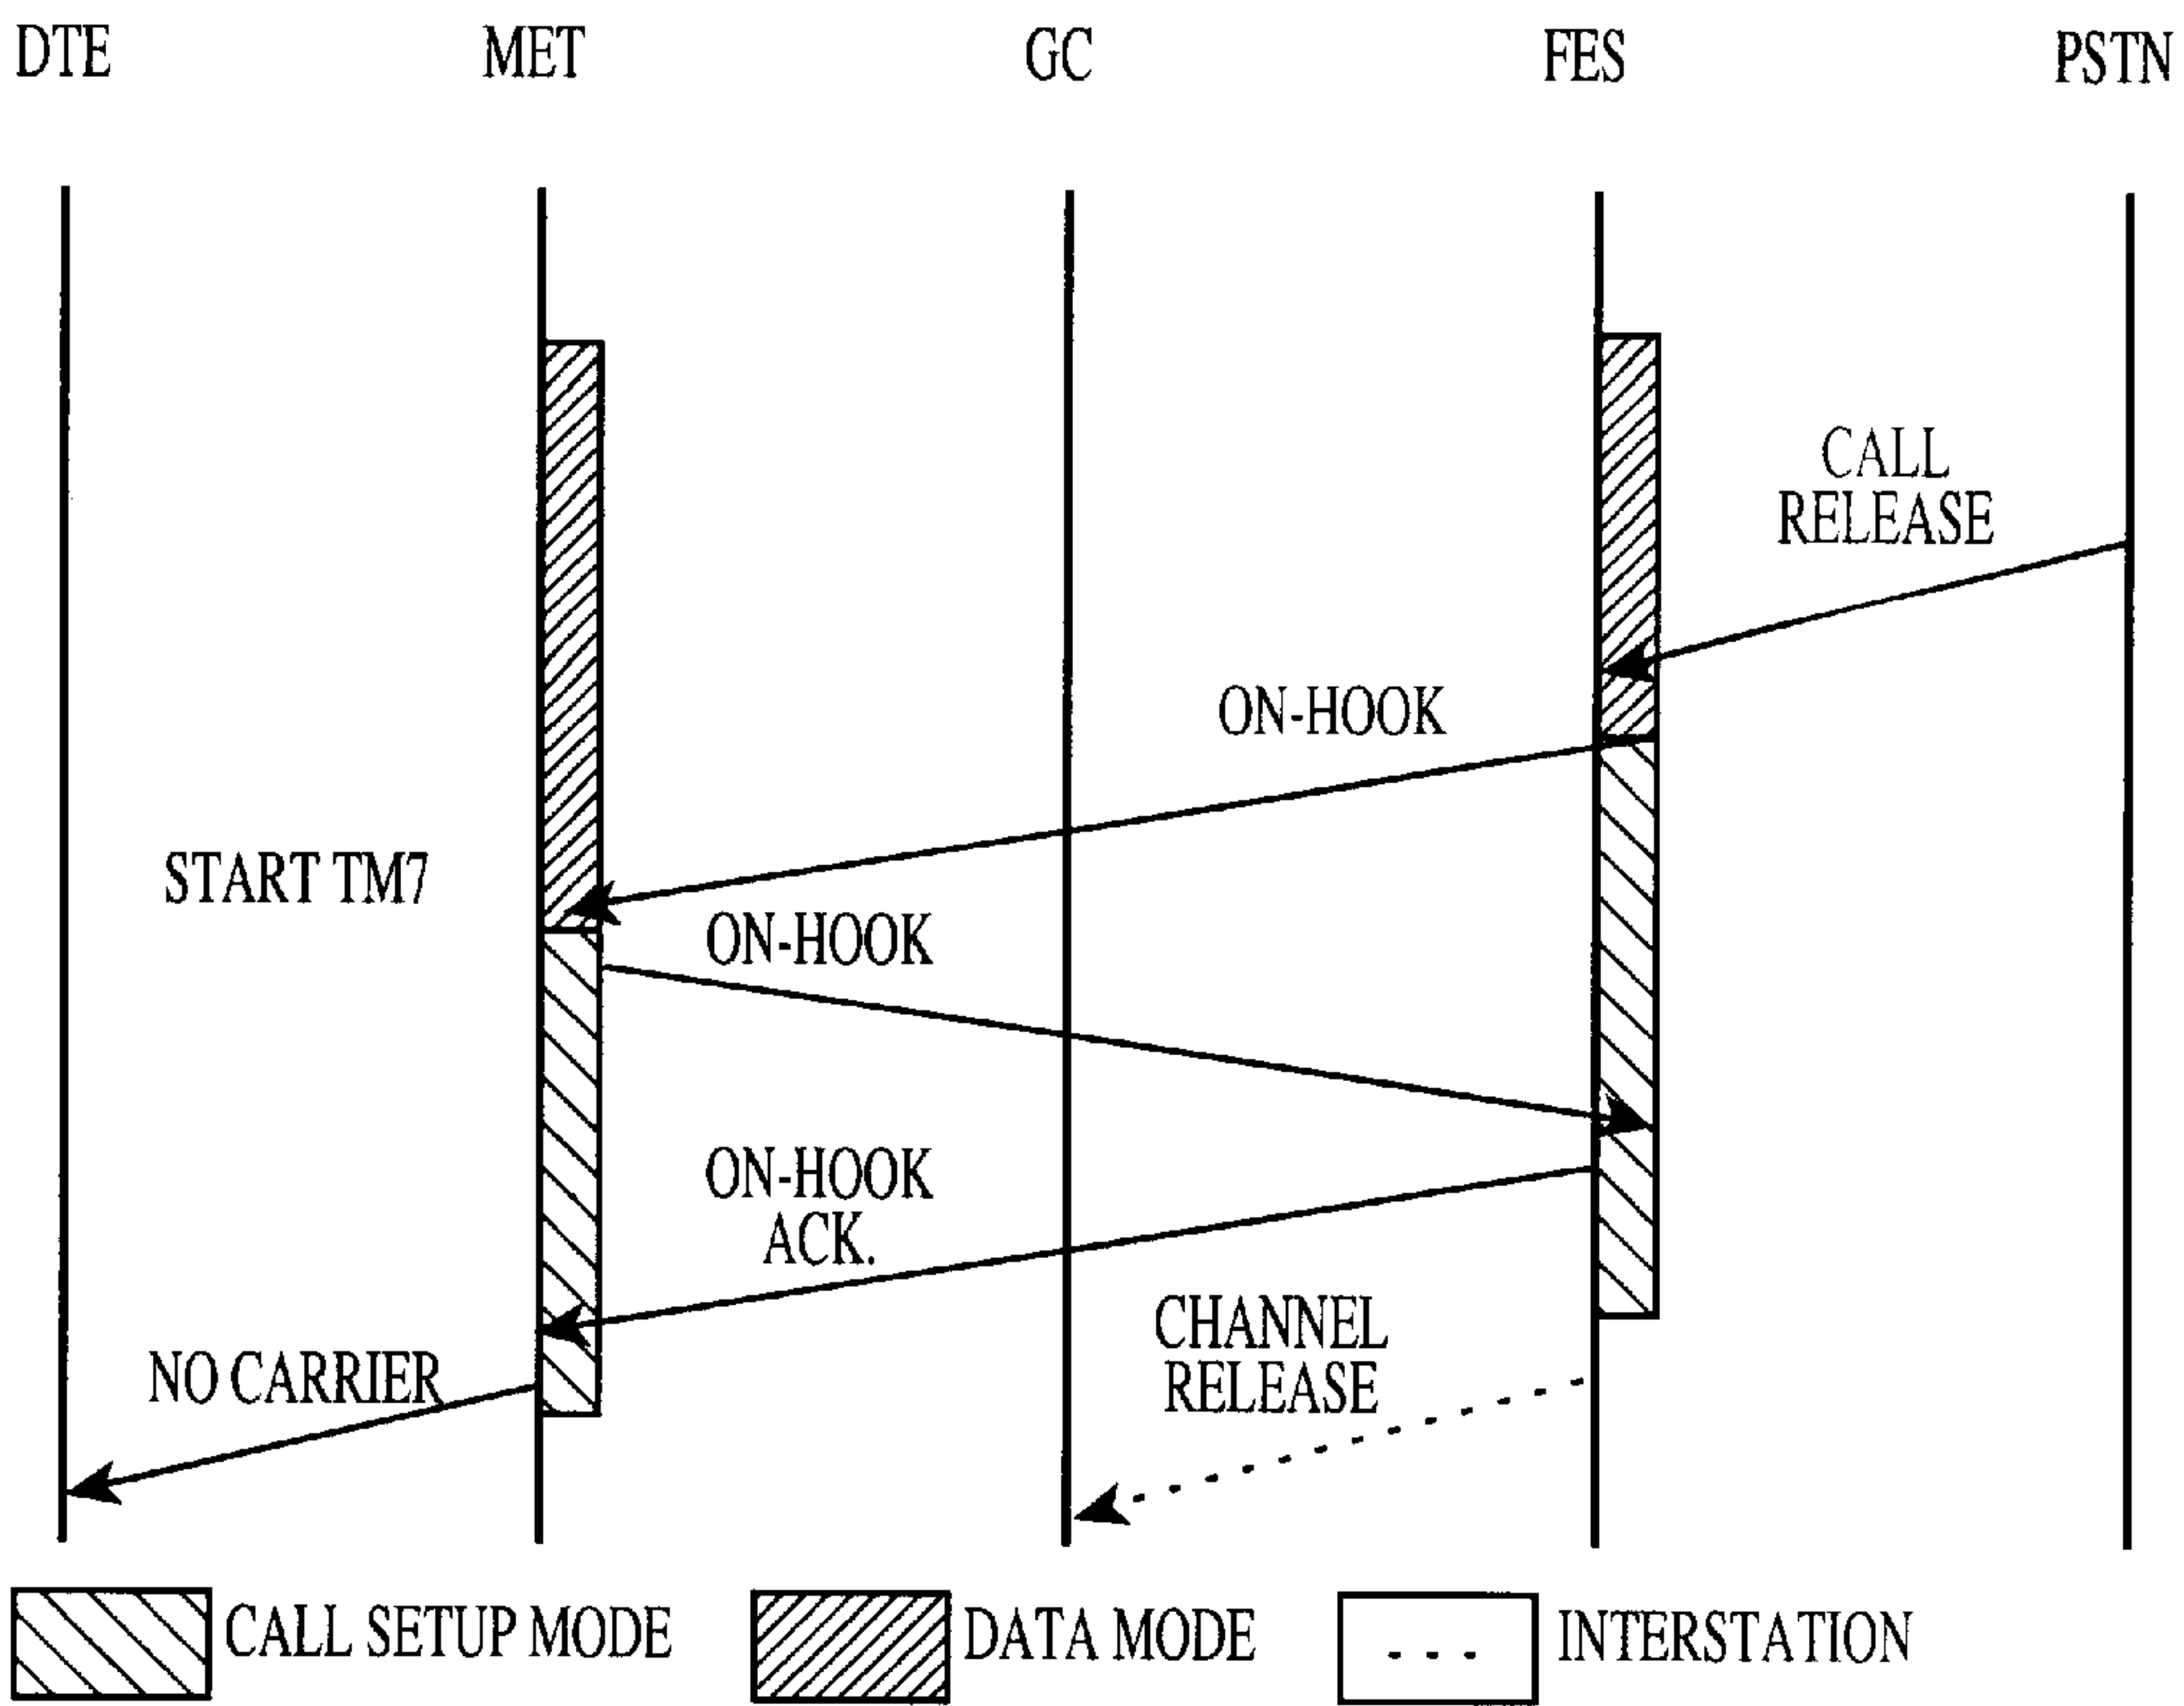 DTE
MET
GC
FES
PSTN
CALL
RELEASE
ON-HOOK
START TM7
ON-HOOK
ON-HOOK
ACK.
CHANNEL
RELEASE
NO CARRIER
CALL SETUP MODE
DATA MODE
INTERSTATION